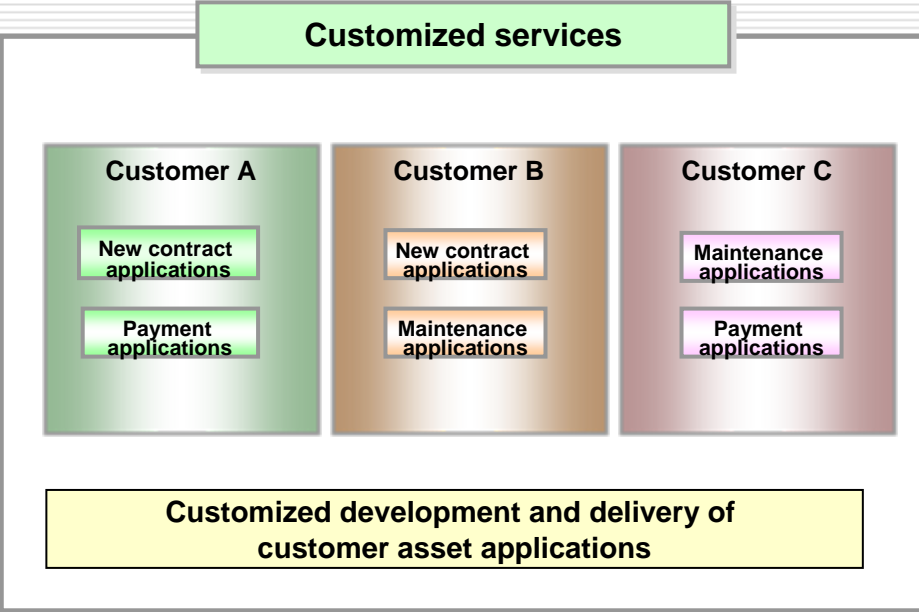 Customized services
Customer A
New contract
applications
Payment
applications
Customer B
New contract
applications
Maintenance
applications
Customer C
Maintenance
applications
Payment
applications
Customized development and delivery of
customer asset applications